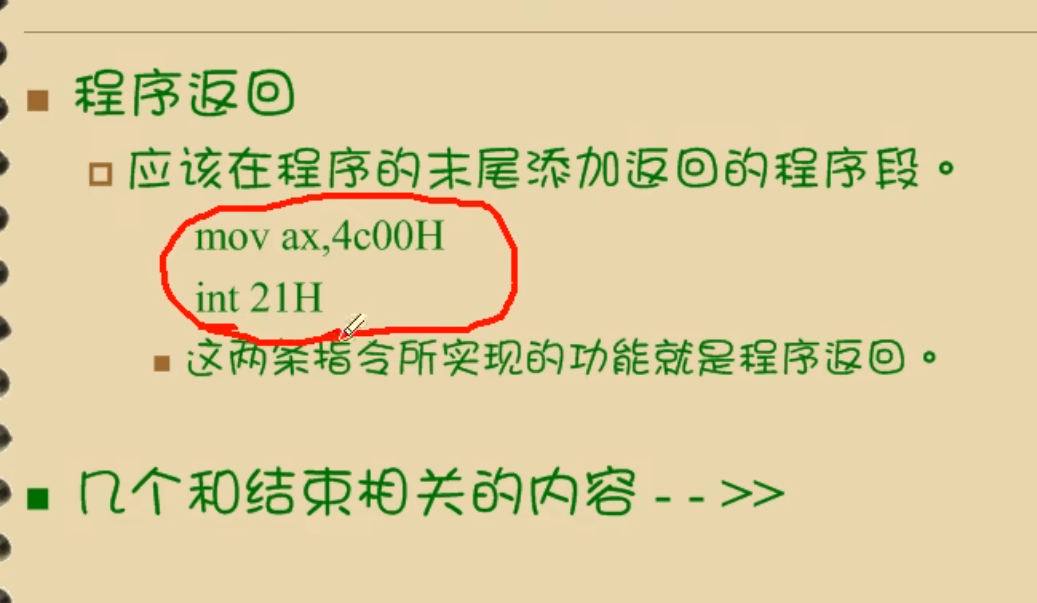 程序返回
应该在程序的末尾添加返回的程序段。
mov ax,4c00H
int 21H
这两条指令所实现的功能就是程序返回。
几个和结束相关的内容 - - >>